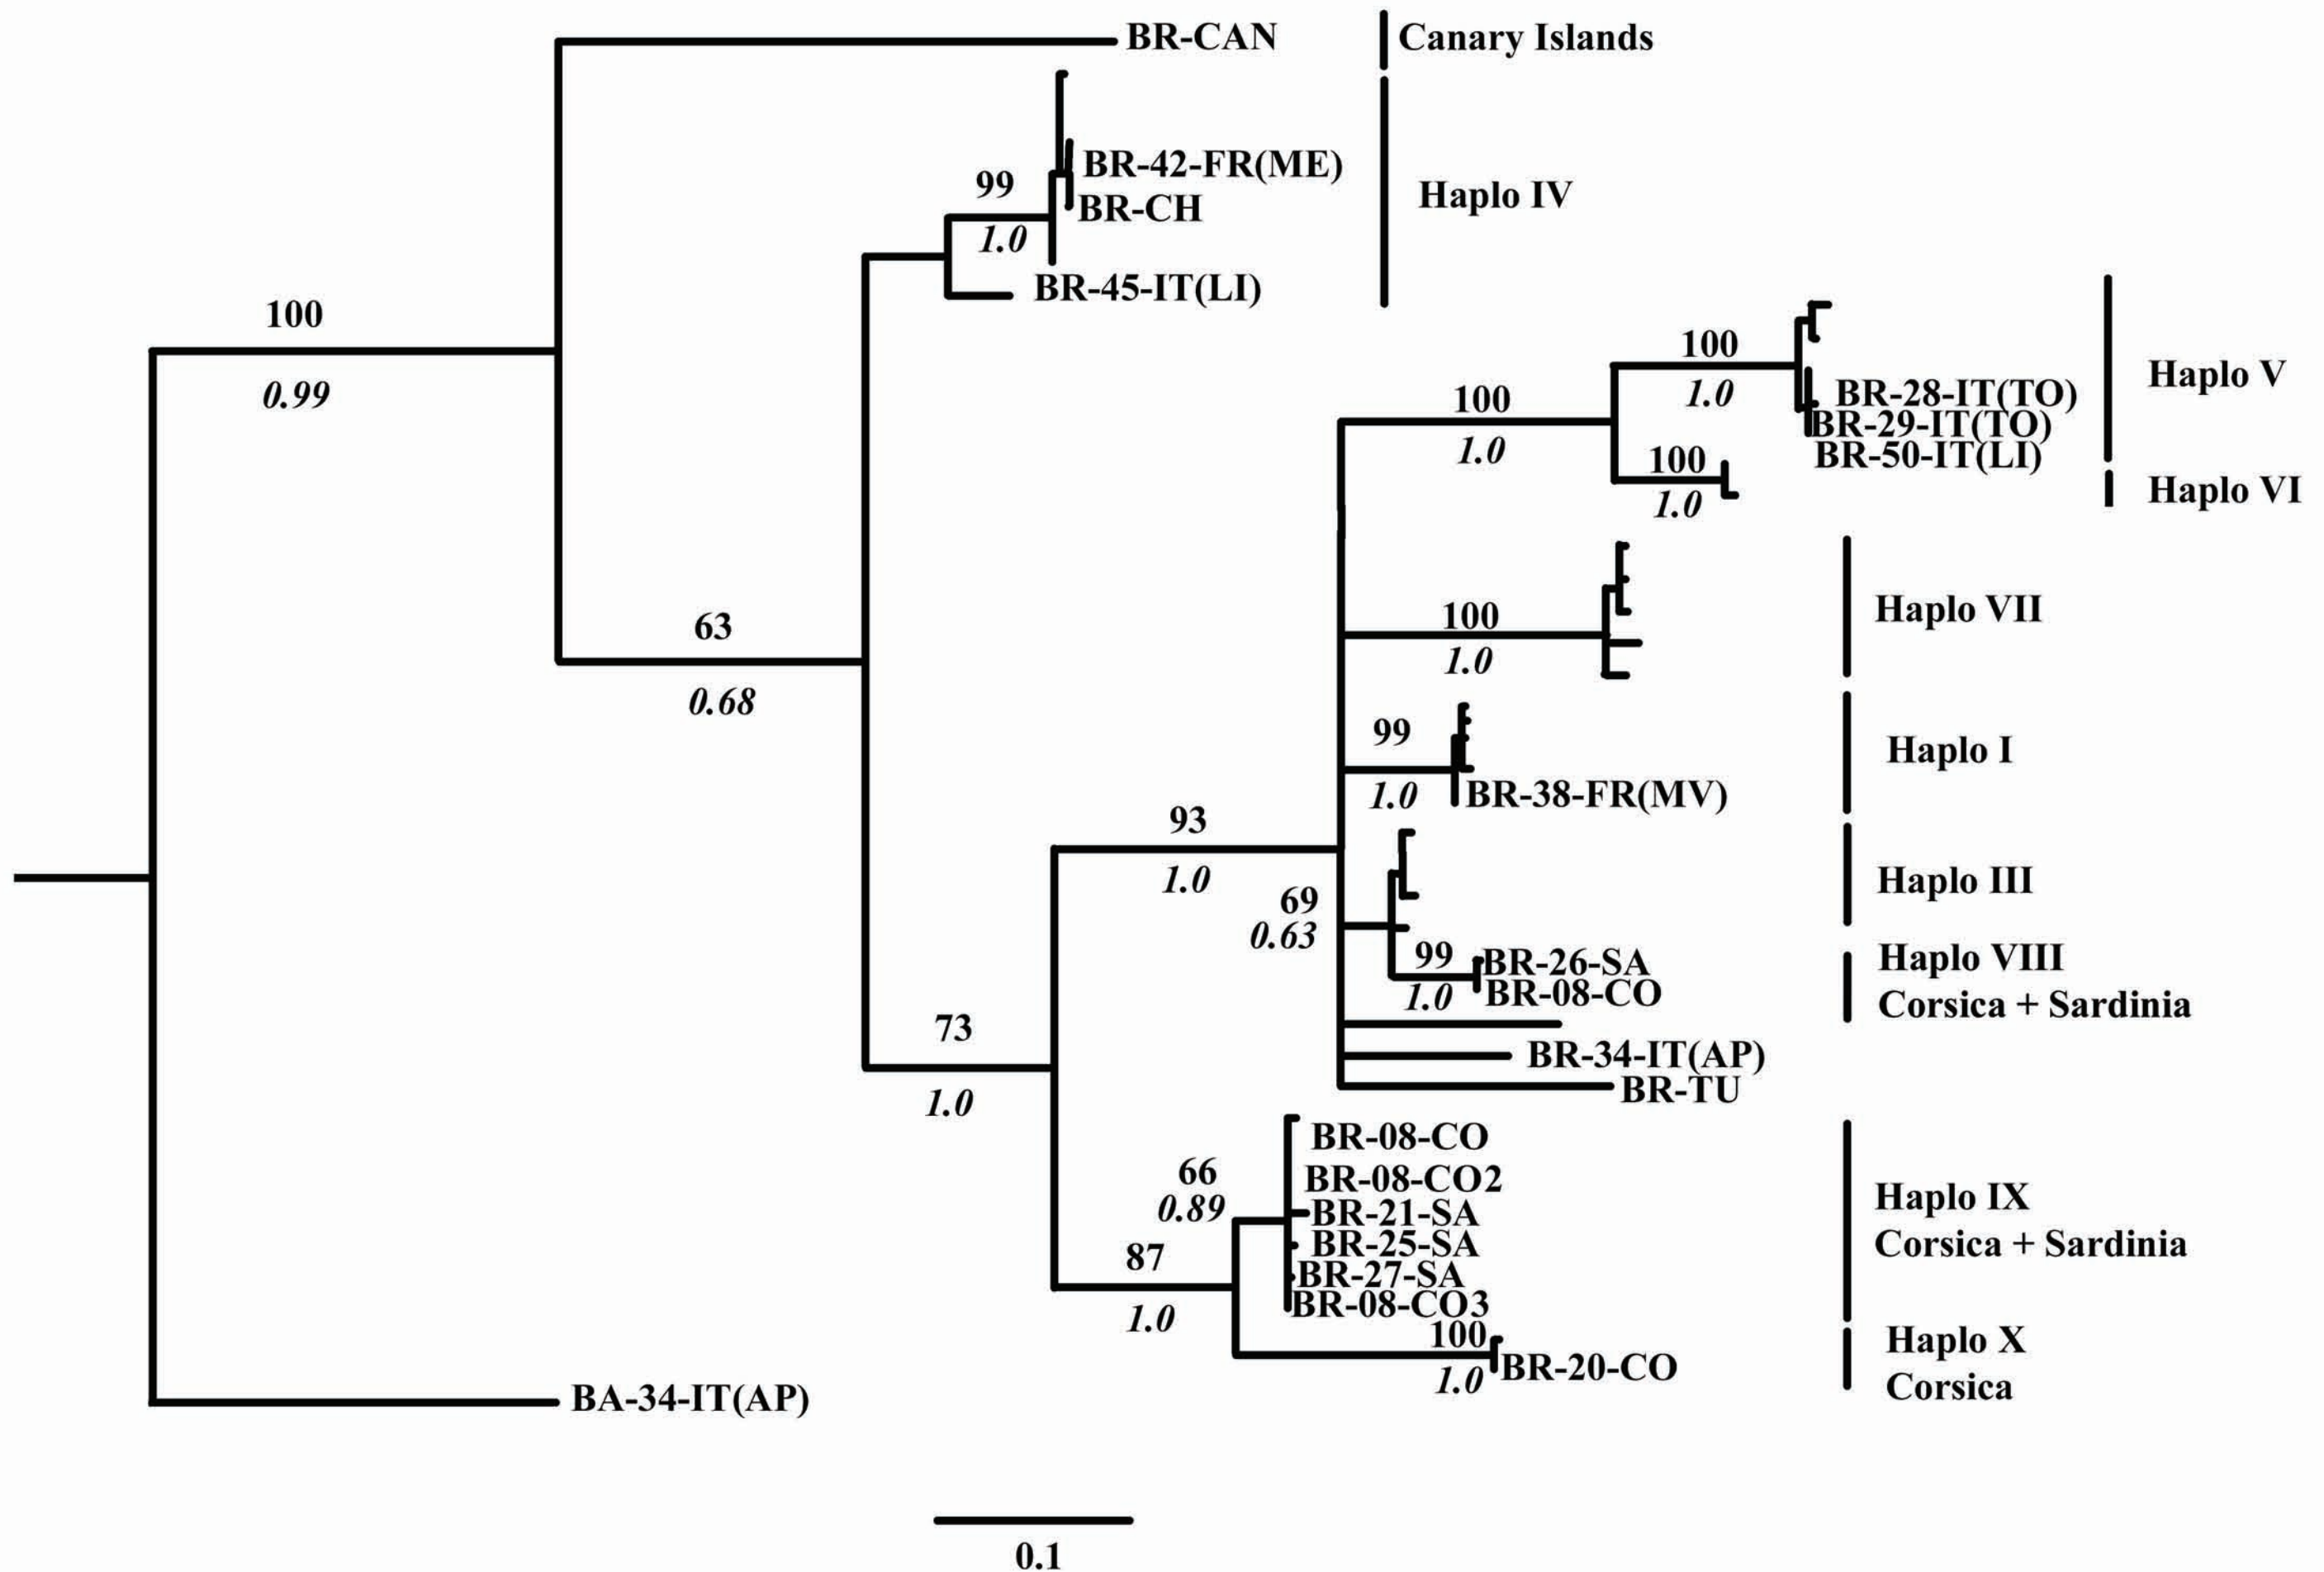 BR-CAN
Canary Islands
BR-42-FR(ME)
99
BR-CH
1.0
Haplo IV
BR-45-IT(LI)
100
0.99
100
1.0
100
1.0
BR-28-IT(TO)
BR-29-IT(TO)
BR-50-IT(LI)
Haplo V
100
1.0
Haplo VI
63
0.68
100
1.0
Haplo VII
99
1.0
BR-38-FR(MV)
Haplo I
93
1.0
69
0.63
Haplo III
99
1.0
BR-26-SA
BR-08-CO
Haplo VIII
Corsica + Sardinia
73
1.0
BR-34-IT(AP)
BR-TU
BR-08-CO
BR-08-CO2
BR-21-SA
BR-25-SA
BR-27-SA
BR-08-CO3
66
0.89
Haplo IX
Corsica + Sardinia
87
1.0
100
1.0
BR-20-CO
Haplo X
Corsica
BA-34-IT(AP)
0.1